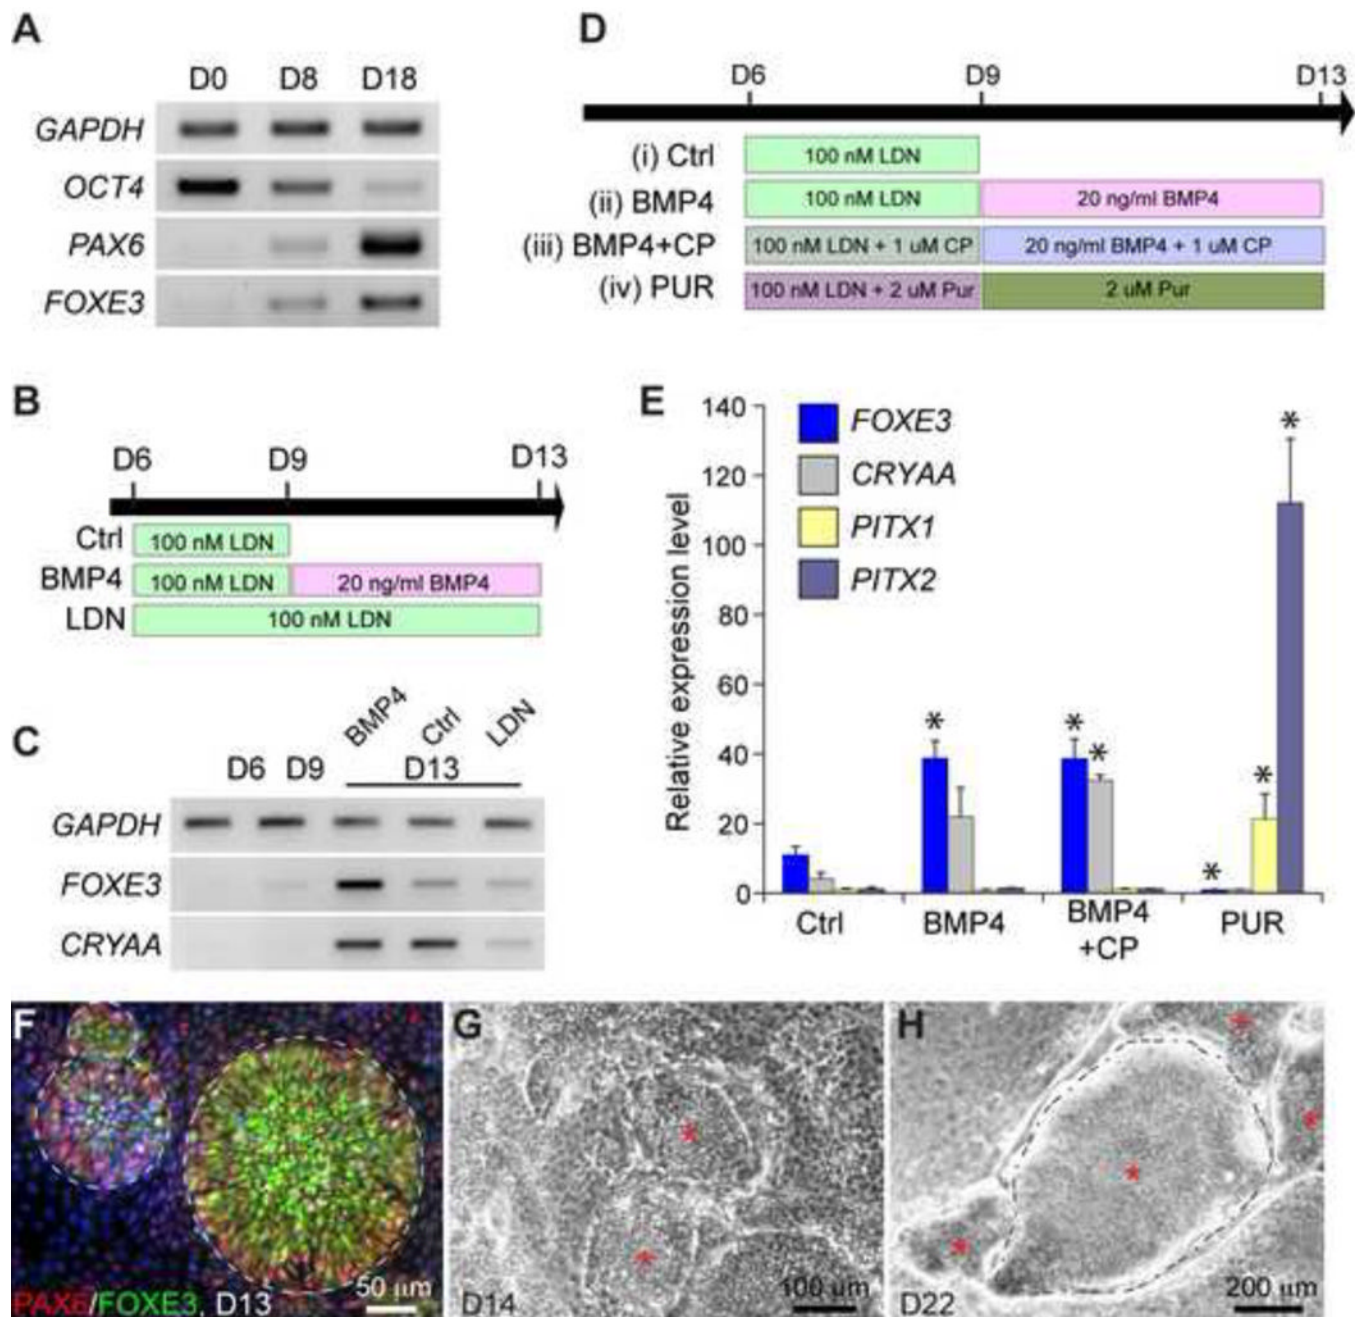 A
D0 D8 D18
GAPDH
OCT4
PAX6
FOXE3
B
D6 D9 D13
Ctrl 100 nM LDN
BMP4 100 nM LDN 20 ng/ml BMP4
LDN 100 nM LDN
C
BMP4 Ctrl LDN
D6 D9 D13
GAPDH
FOXE3
CRYAA
D
D6 D9 D13
(i) Ctrl 100 nM LDN
(ii) BMP4 100 nM LDN 20 ng/ml BMP4
(iii) BMP4+CP 100 nM LDN + 1 uM CP 20 ng/ml BMP4 + 1 uM CP
(iv) PUR 100 nM LDN + 2 uM Pur 2 uM Pur
E
Relative expression level
140
120
100
80
60
40
20
0
FOXE3
CRYAA
PITX1
PITX2
*
*
* *
* *
Ctrl BMP4 BMP4 +CP PUR
F
PAX6/FOXE3, D13
50 µm
G
* *
D14
100 µm
H
* * * *
D22
200 µm